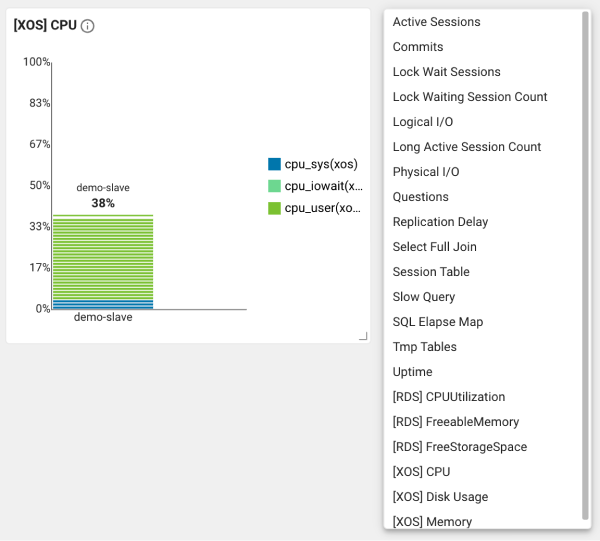 [XOS] CPU
100%
83%
67%
50%
33%
17%
0%
demo-slave
38%
demo-slave
cpu_sys(xos)
cpu_iowait(x...
cpu_user(xo...
Active Sessions
Commits
Lock Wait Sessions
Lock Waiting Session Count
Logical I/O
Long Active Session Count
Physical I/O
Questions
Replication Delay
Select Full Join
Session Table
Slow Query
SQL Elapse Map
Tmp Tables
Uptime
[RDS] CPUUtilization
[RDS] FreeableMemory
[RDS] FreeStorageSpace
[XOS] CPU
[XOS] Disk Usage
[XOS] Memory